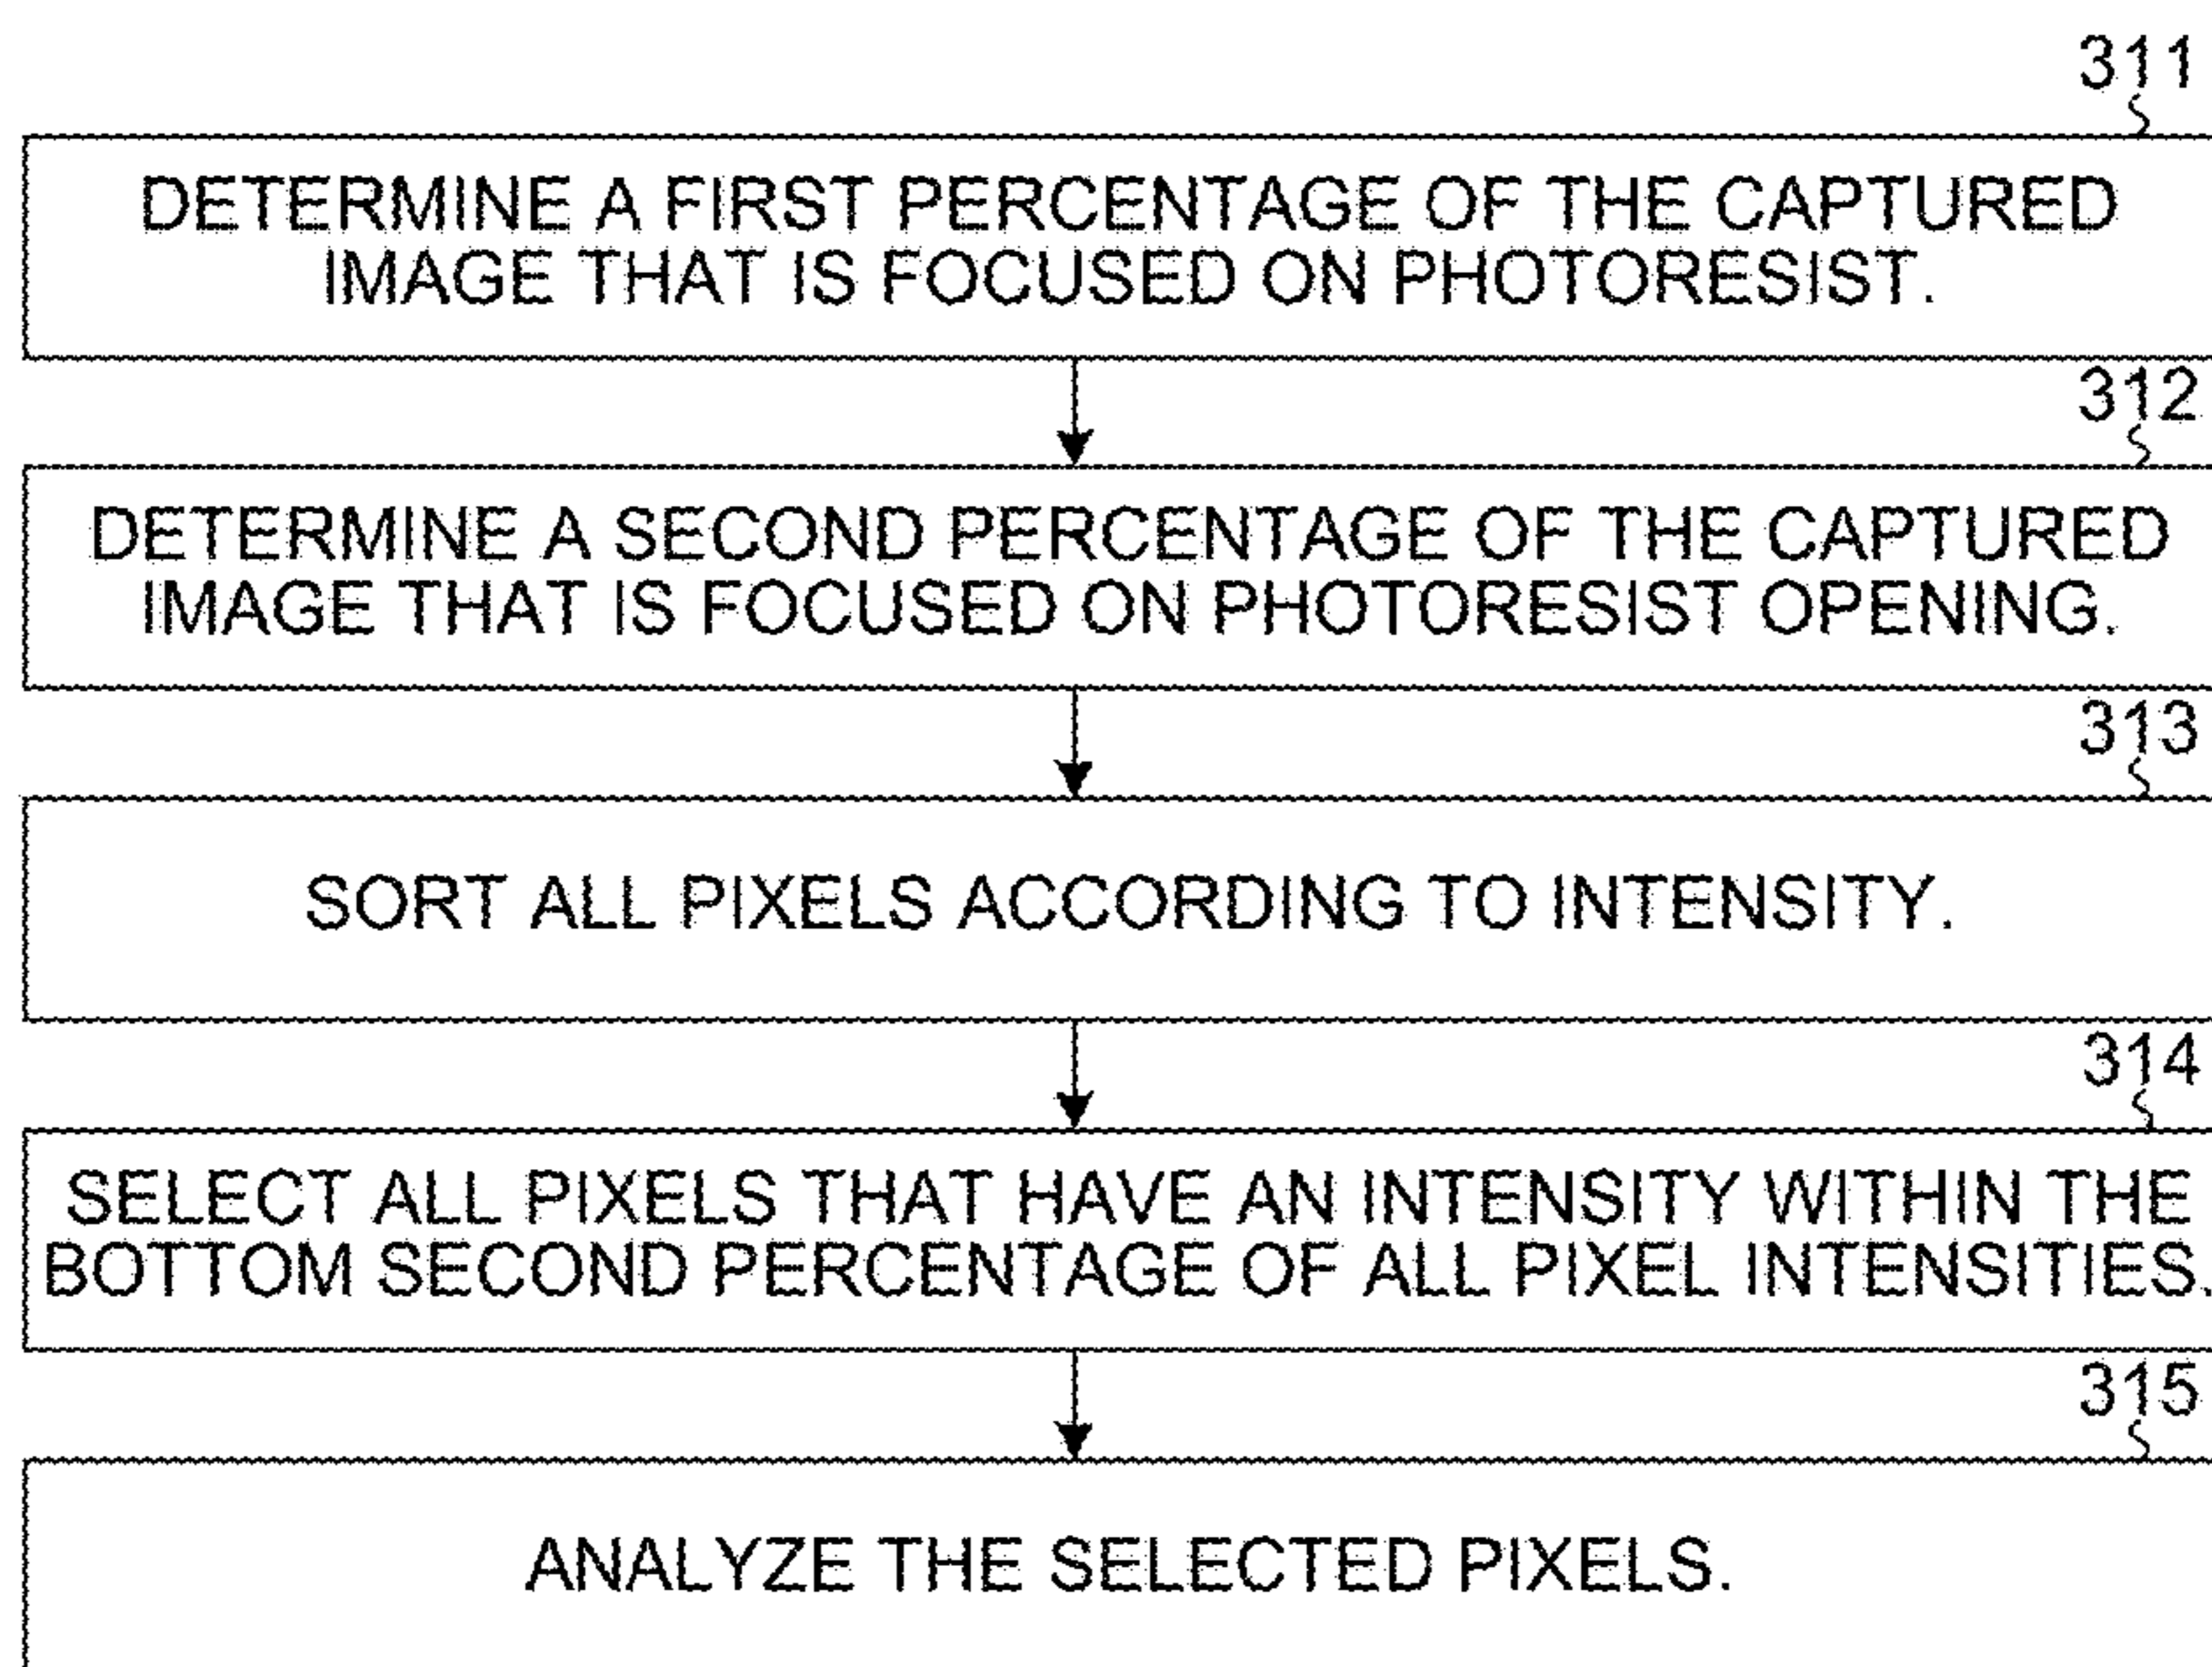 311
DETERMINE A FIRST PERCENTAGE OF THE CAPTURED
IMAGE THAT IS FOCUSED ON PHOTORESIST.
312
DETERMINE A SECOND PERCENTAGE OF THE CAPTURED
IMAGE THAT IS FOCUSED ON PHOTORESIST OPENING.
313
SORT ALL PIXELS ACCORDING TO INTENSITY.
314
SELECT ALL PIXELS THAT HAVE AN INTENSITY WITHIN THE
BOTTOM SECOND PERCENTAGE OF ALL PIXEL INTENSITIES.
315
ANALYZE THE SELECTED PIXELS.